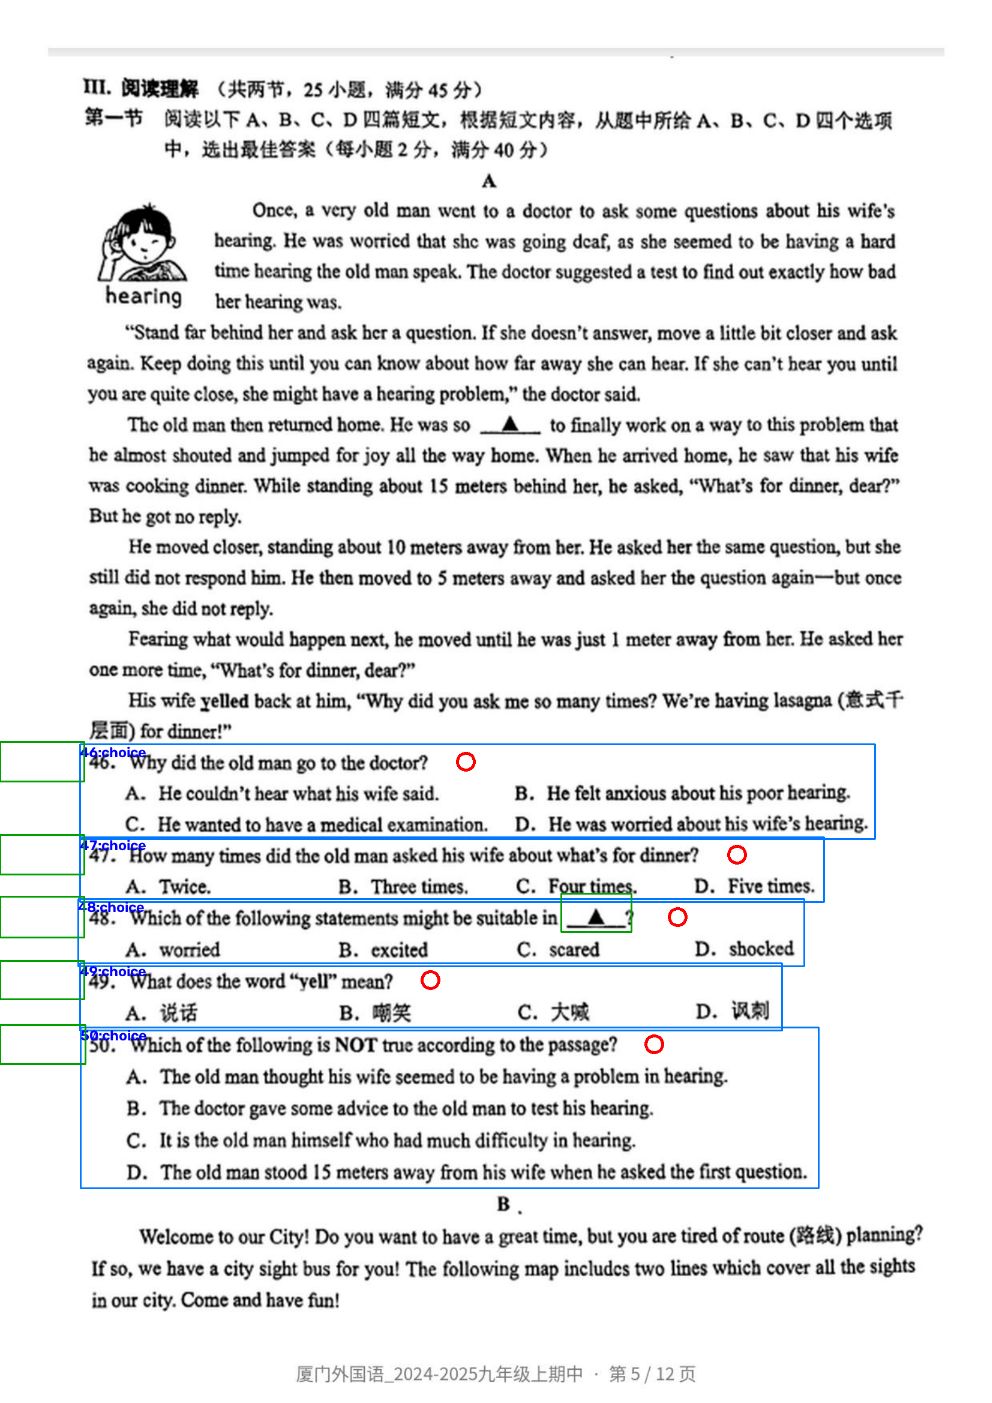 III. 阅读理解 （共两节，25 小题，满分 45 分）
第一节 阅读以下 A、B、C、D 四篇短文，根据短文内容，从题中所给 A、B、C、D 四个选项
中，选出最佳答案（每小题 2 分，满分 40 分）
A
Once, a very old man went to a doctor to ask some questions about his wife's
hearing. He was worried that she was going deaf, as she seemed to be having a hard
time hearing the old man speak. The doctor suggested a test to find out exactly how bad
hearing
her hearing was.
“Stand far behind her and ask her a question. If she doesn't answer, move a little bit closer and ask
again. Keep doing this until you can know about how far away she can hear. If she can't hear you until
you are quite close, she might have a hearing problem,” the doctor said.
The old man then returned home. He was so ▲ to finally work on a way to this problem that
he almost shouted and jumped for joy all the way home. When he arrived home, he saw that his wife
was cooking dinner. While standing about 15 meters behind her, he asked, “What's for dinner, dear?”
But he got no reply.
He moved closer, standing about 10 meters away from her. He asked her the same question, but she
still did not respond him. He then moved to 5 meters away and asked her the question again—but once
again, she did not reply.
Fearing what would happen next, he moved until he was just 1 meter away from her. He asked her
one more time, “What's for dinner, dear?”
His wife yelled back at him, “Why did you ask me so many times? We're having lasagna (意式千
层面) for dinner!”
46:choice
46. Why did the old man go to the doctor?
A. He couldn't hear what his wife said. B. He felt anxious about his poor hearing.
C. He wanted to have a medical examination. D. He was worried about his wife's hearing.
47:choice
47. How many times did the old man asked his wife about what's for dinner?
A. Twice. B. Three times. C. Four times. D. Five times.
48:choice
48. Which of the following statements might be suitable in ▲ ?
A. worried B. excited C. scared D. shocked
49:choice
49. What does the word “yell” mean?
A. 说话 B. 嘲笑 C. 大喊 D. 讽刺
50:choice
50. Which of the following is NOT true according to the passage?
A. The old man thought his wife seemed to be having a problem in hearing.
B. The doctor gave some advice to the old man to test his hearing.
C. It is the old man himself who had much difficulty in hearing.
D. The old man stood 15 meters away from his wife when he asked the first question.
B .
Welcome to our City! Do you want to have a great time, but you are tired of route (路线) planning?
If so, we have a city sight bus for you! The following map includes two lines which cover all the sights
in our city. Come and have fun!
厦门外国语_2024-2025九年级上期中 · 第 5 / 12 页